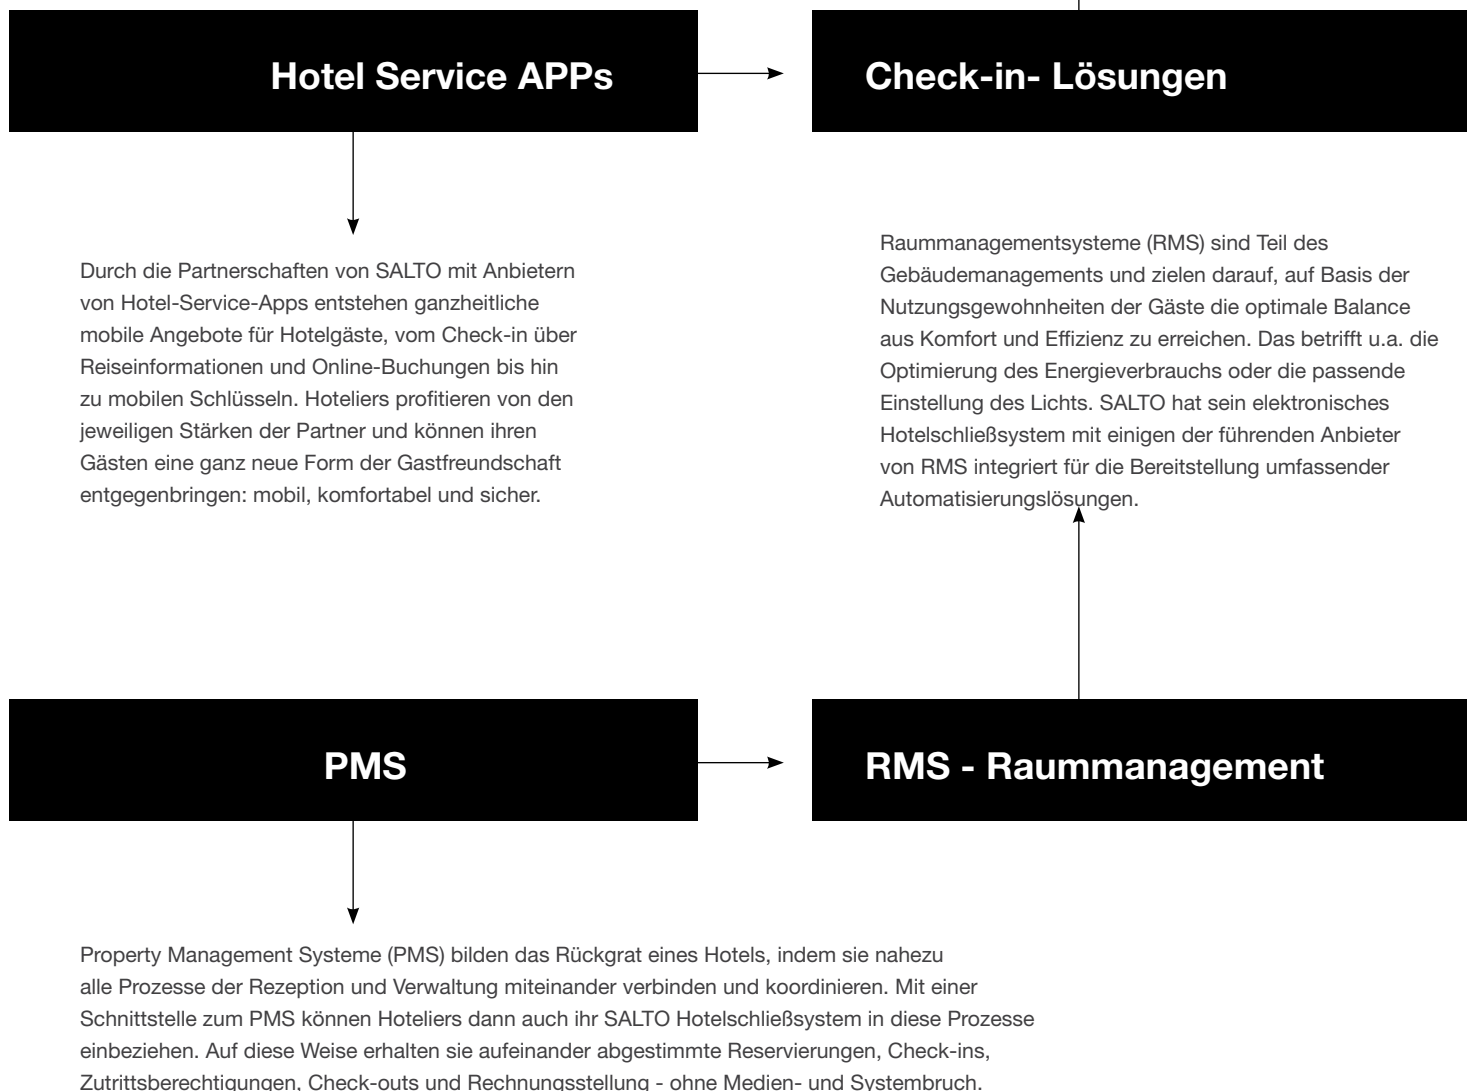 Hotel Service APPs
Check-in- Lösungen
Durch die Partnerschaften von SALTO mit Anbietern
von Hotel-Service-Apps entstehen ganzheitliche
mobile Angebote für Hotelgäste, vom Check-in über
Reiseinformationen und Online-Buchungen bis hin
zu mobilen Schlüsseln. Hoteliers profitieren von den
jeweiligen Stärken der Partner und können ihren
Gästen eine ganz neue Form der Gastfreundschaft
entgegenbringen: mobil, komfortabel und sicher.
Raummanagementsysteme (RMS) sind Teil des
Gebäudemanagements und zielen darauf, auf Basis der
Nutzungsgewohnheiten der Gäste die optimale Balance
aus Komfort und Effizienz zu erreichen. Das betrifft u.a. die
Optimierung des Energieverbrauchs oder die passende
Einstellung des Lichts. SALTO hat sein elektronisches
Hotelschließsystem mit einigen der führenden Anbieter
von RMS integriert für die Bereitstellung umfassender
Automatisierungslösungen.
PMS
RMS - Raummanagement
Property Management Systeme (PMS) bilden das Rückgrat eines Hotels, indem sie nahezu
alle Prozesse der Rezeption und Verwaltung miteinander verbinden und koordinieren. Mit einer
Schnittstelle zum PMS können Hoteliers dann auch ihr SALTO Hotelschließsystem in diese Prozesse
einbeziehen. Auf diese Weise erhalten sie aufeinander abgestimmte Reservierungen, Check-ins,
Zutrittsberechtigungen, Check-outs und Rechnungsstellung - ohne Medien- und Systembruch.